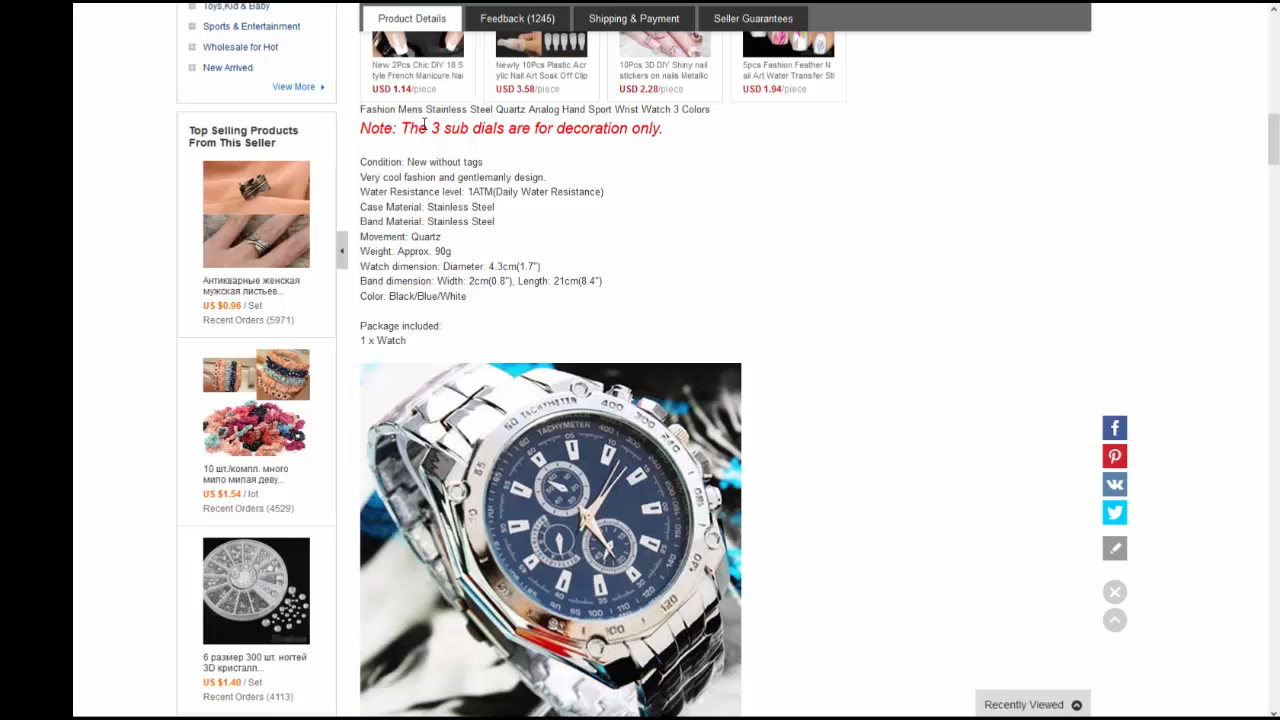 Toys,Kid & Baby
Sports & Entertainment
Wholesale for Hot
New Arrived
View More
Top Selling Products
From This Seller
Антикварные женская
мужская листьев...
US $0.96 / Set
Recent Orders (5971)
10 шт./компл. много
мило милая деву...
US $1.54 / lot
Recent Orders (4529)
6 размер 300 шт. ногтей
3D кристалл...
US $1.40 / Set
Recent Orders (4113)
Product Details
Feedback (1245)
Shipping & Payment
Seller Guarantees
New 2Pcs Chic DIY 18 S
tyle French Manicure Nai
USD 1.14/piece
Newly 10Pcs Plastic Acr
ylic Nail Art Soak Off Clip
USD 3.58/piece
10Pcs 3D DIY Shiny nail
stickers on nails Metallic
USD 2.28/piece
5pcs Fashion Feather N
ail Art Water Transfer Sti
USD 1.94/piece
Fashion Mens Stainless Steel Quartz Analog Hand Sport Wrist Watch 3 Colors
Note: The 3 sub dials are for decoration only.
Condition: New without tags
Very cool fashion and gentlemanly design.
Water Resistance level: 1ATM(Daily Water Resistance)
Case Material: Stainless Steel
Band Material: Stainless Steel
Movement: Quartz
Weight: Approx. 90g
Watch dimension: Diameter: 4.3cm(1.7")
Band dimension: Width: 2cm(0.8"), Length: 21cm(8.4")
Color: Black/Blue/White
Package included:
1 x Watch
50 TACHYMETER 400 300 240
TACHYMETER
120
Recently Viewed